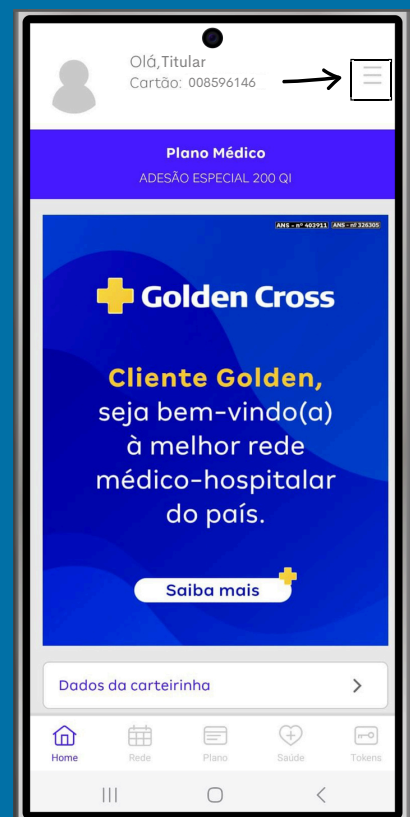 Olá,Titular
Cartão: 008596146
Plano Médico
ADESÃO ESPECIAL 200 QI
ANS - nº 403911 ANS - nº 326305
Golden Cross
Cliente Golden,
seja bem-vindo(a)
à melhor rede
médico-hospitalar
do país.
Saiba mais
Dados da carteirinha
Home Rede Plano Saúde Tokens